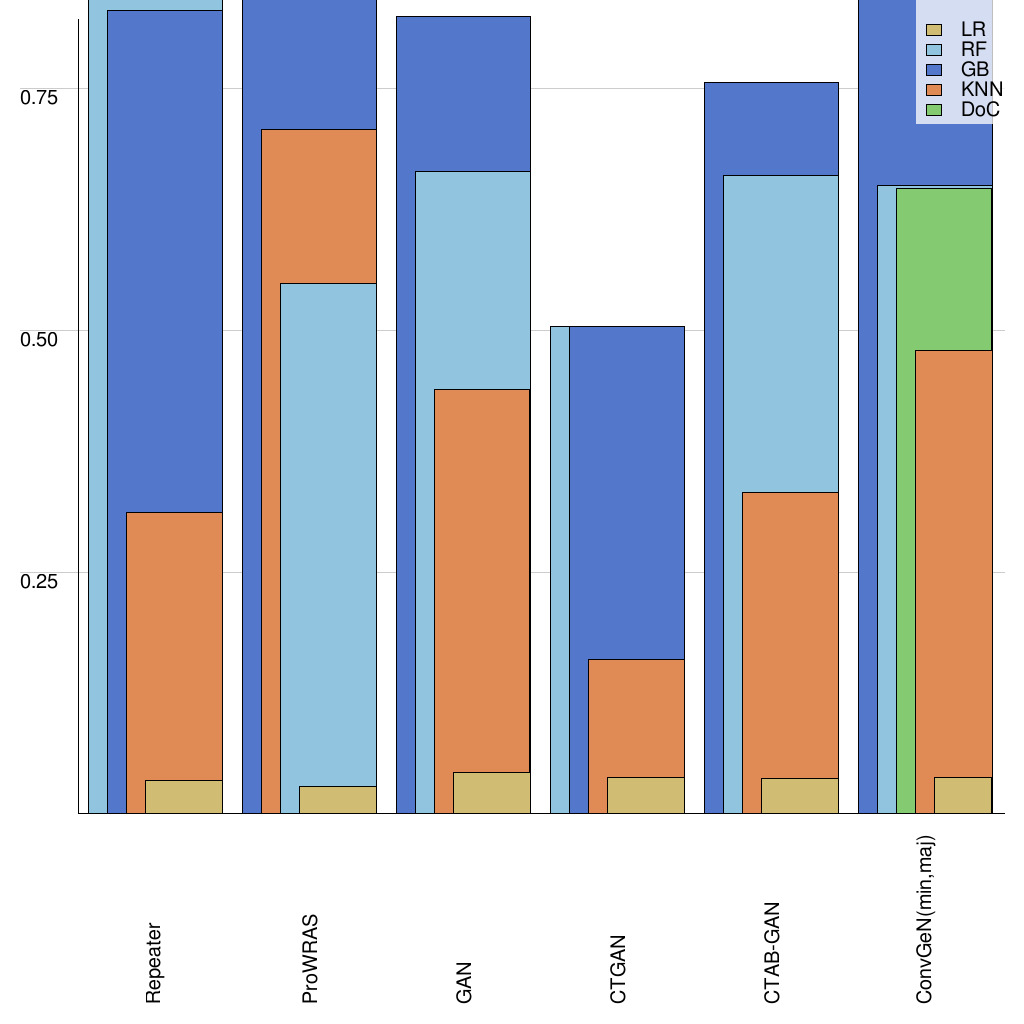 LR
RF
GB
KNN
DoC
0.75
0.50
0.25
Repeater
ProWRAS
GAN
CTGAN
CTAB-GAN
ConvGeN(min,maj)